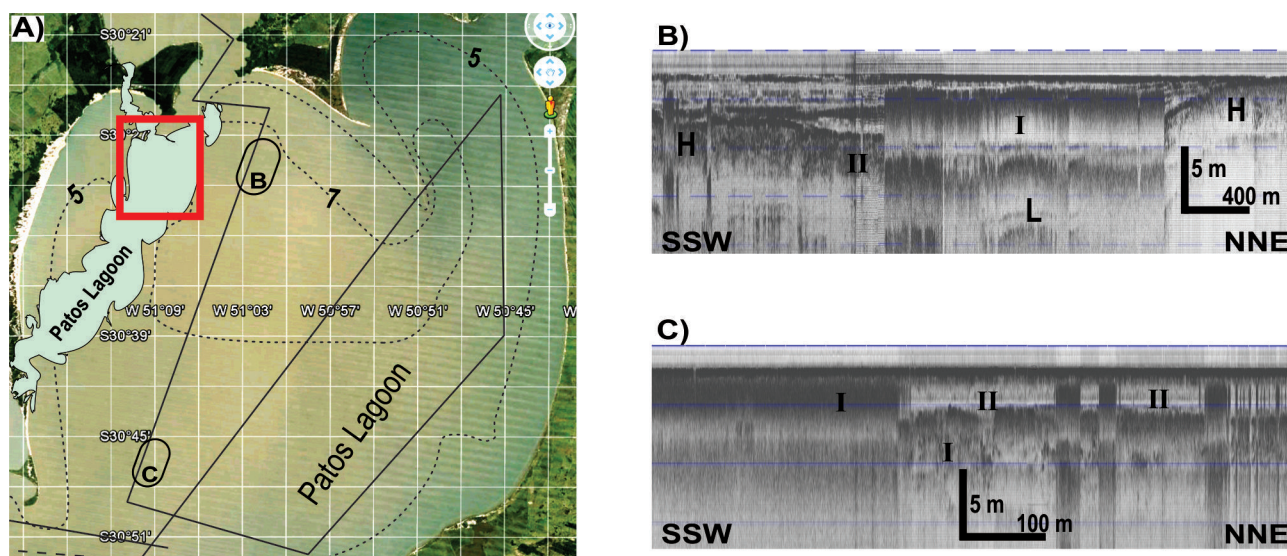 A)
S30°21'
5
S30°27'
B
5
7
Patos Lagoon
W 51°09' W 51°03' W 50°57' W 50°51' W 50°45' W
S30°39'
Patos Lagoon
S30°45'
C
S30°51'
B)
H
I
H
II
5 m
L
400 m
SSW
NNE
C)
I
II
II
I
5 m
100 m
SSW
NNE